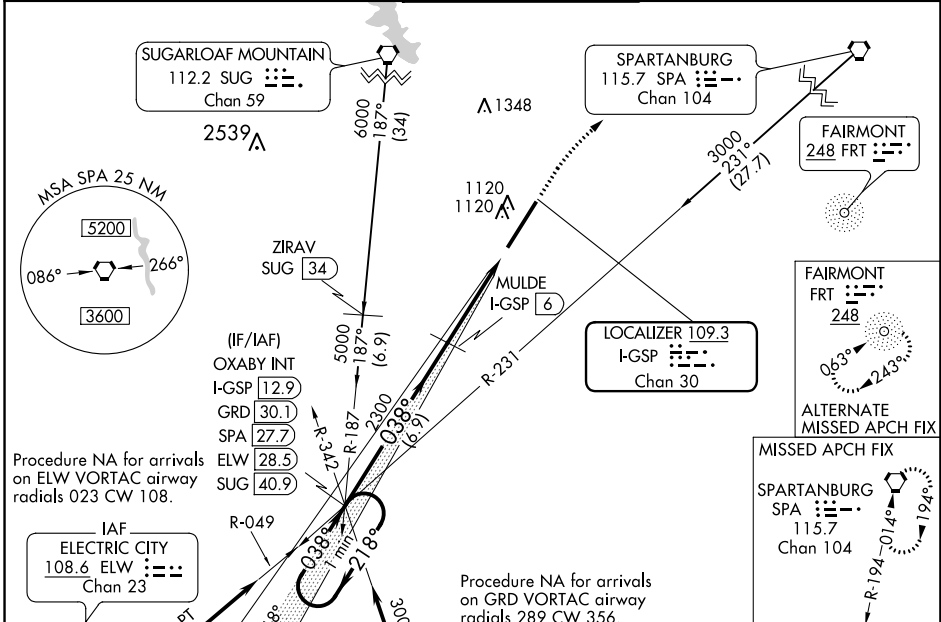 SUGARLOAF MOUNTAIN
112.2 SUG
Chan 59
2539
6000
187°
(34)
1348
SPARTANBURG
115.7 SPA
Chan 104
3000
231°
(27.7)
FAIRMONT
248 FRT
MSA SPA 25 NM
5200
086°
266°
3600
1120
1120
ZIRAV
SUG 34
MULDE
I-GSP 6
5000
187°
(6.9)
R-231
LOCALIZER 109.3
I-GSP
Chan 30
FAIRMONT
FRT
248
063°
243°
ALTERNATE
MISSED APCH FIX
(IF/IAF)
OXABY INT
I-GSP 12.9
GRD 30.1
SPA 27.7
ELW 28.5
SUG 40.9
R-342
R-187
2300
038°
(6.9)
Procedure NA for arrivals
on ELW VORTAC airway
radials 023 CW 108.
R-049
IAF
ELECTRIC CITY
108.6 ELW
Chan 23
038°
1 min
218°
Procedure NA for arrivals
on GRD VORTAC airway
radials 289 CW 356
MISSED APCH FIX
SPARTANBURG
SPA
115.7
Chan 104
R-194
014°
194°
PT
8°
300